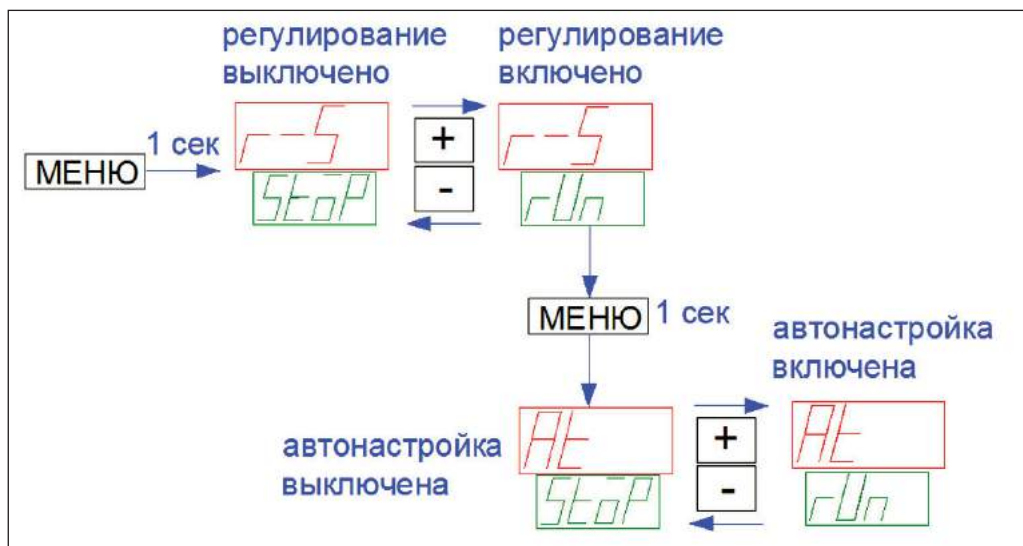 регулирование
выключено
регулирование
включено
МЕНЮ
1 сек
r--S
StoP
+
-
r--S
rUn
МЕНЮ
1 сек
автонастройка
включена
автонастройка
выключена
At
StoP
+
-
At
rUn